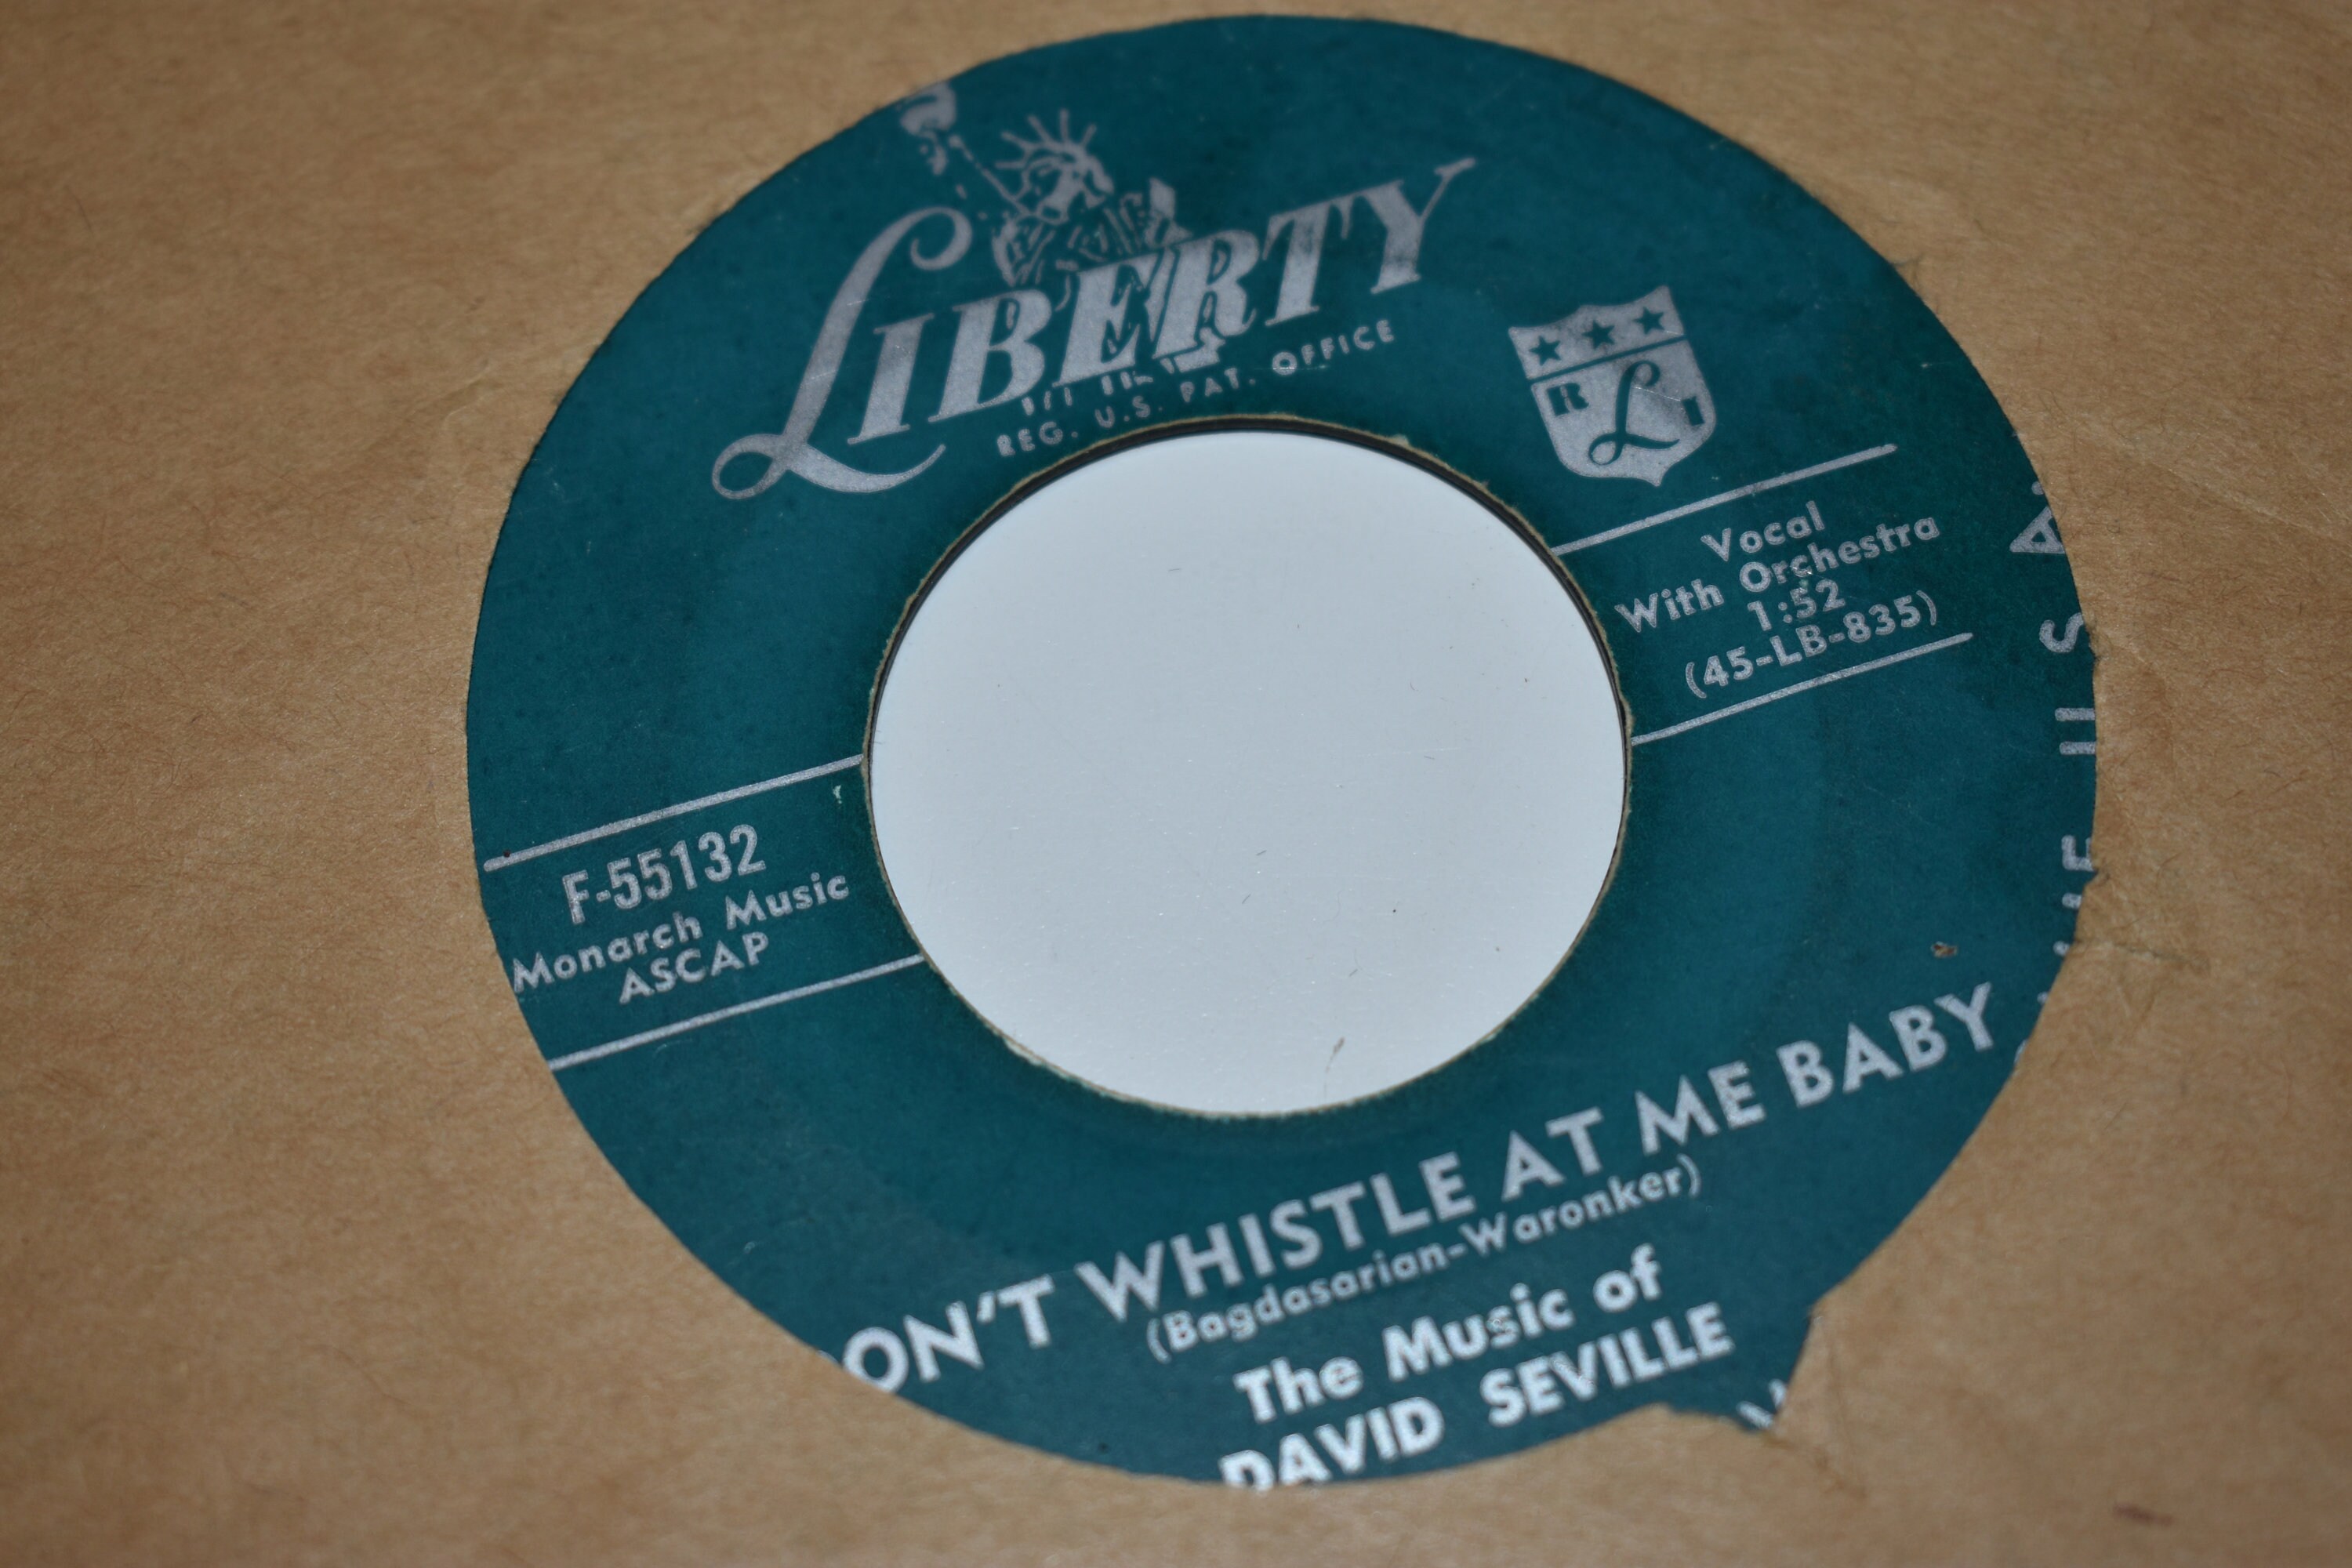 LIBERTY
REG. U.S. PAT. OFFICE
R L I
Vocal
With Orchestra
1:52
(45-LB-835)
F-55132
Monarch Music
ASCAP
ON'T WHISTLE AT ME BABY
(Bagdasarian-Waronker)
The Music of
DAVID SEVILLE
U S A